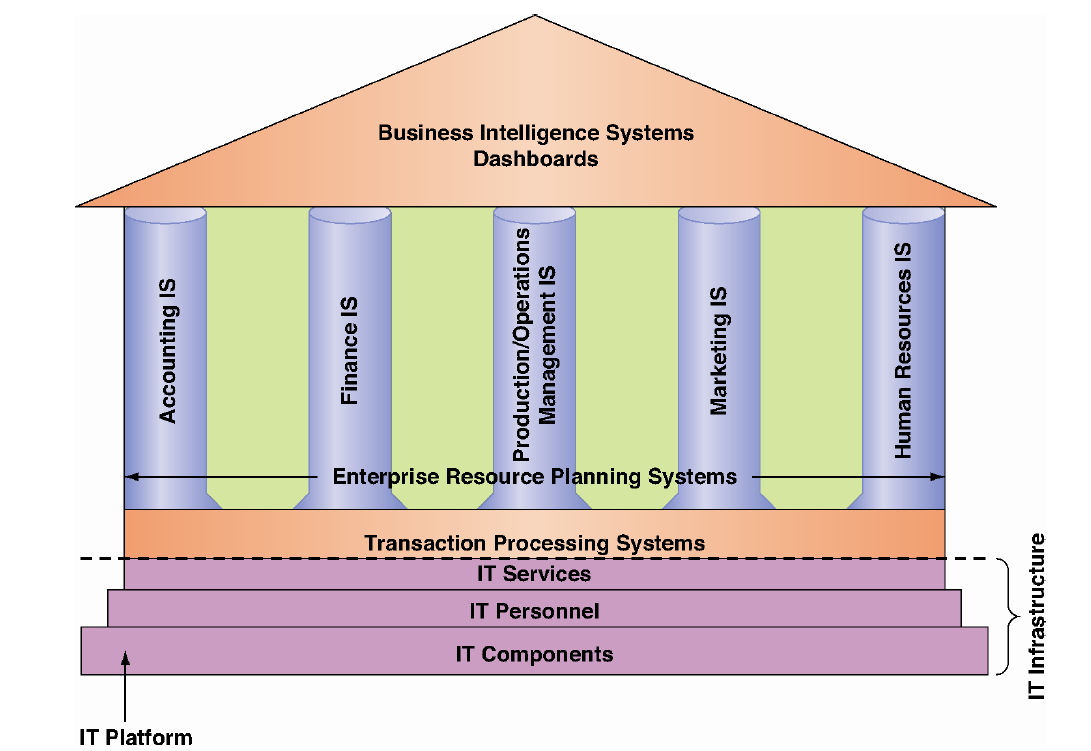 Business Intelligence Systems
Dashboards
Accounting IS
Finance IS
Production/Operations
Management IS
Marketing IS
Human Resources IS
Enterprise Resource Planning Systems
Transaction Processing Systems
IT Services
IT Personnel
IT Components
IT Infrastructure
IT Platform